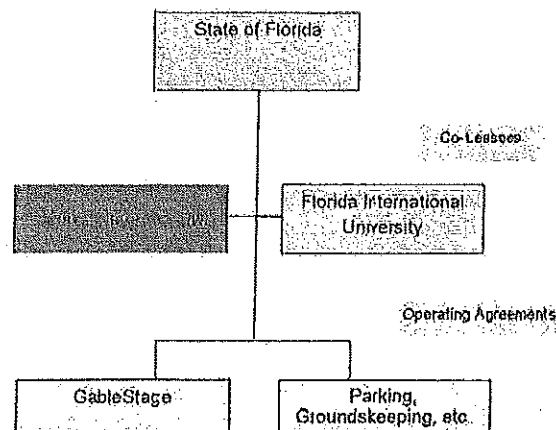 State of Florida
Co-Lessees
Florida International
University
Operating Agreements
GableStage
Parking,
Groundskeeping, etc